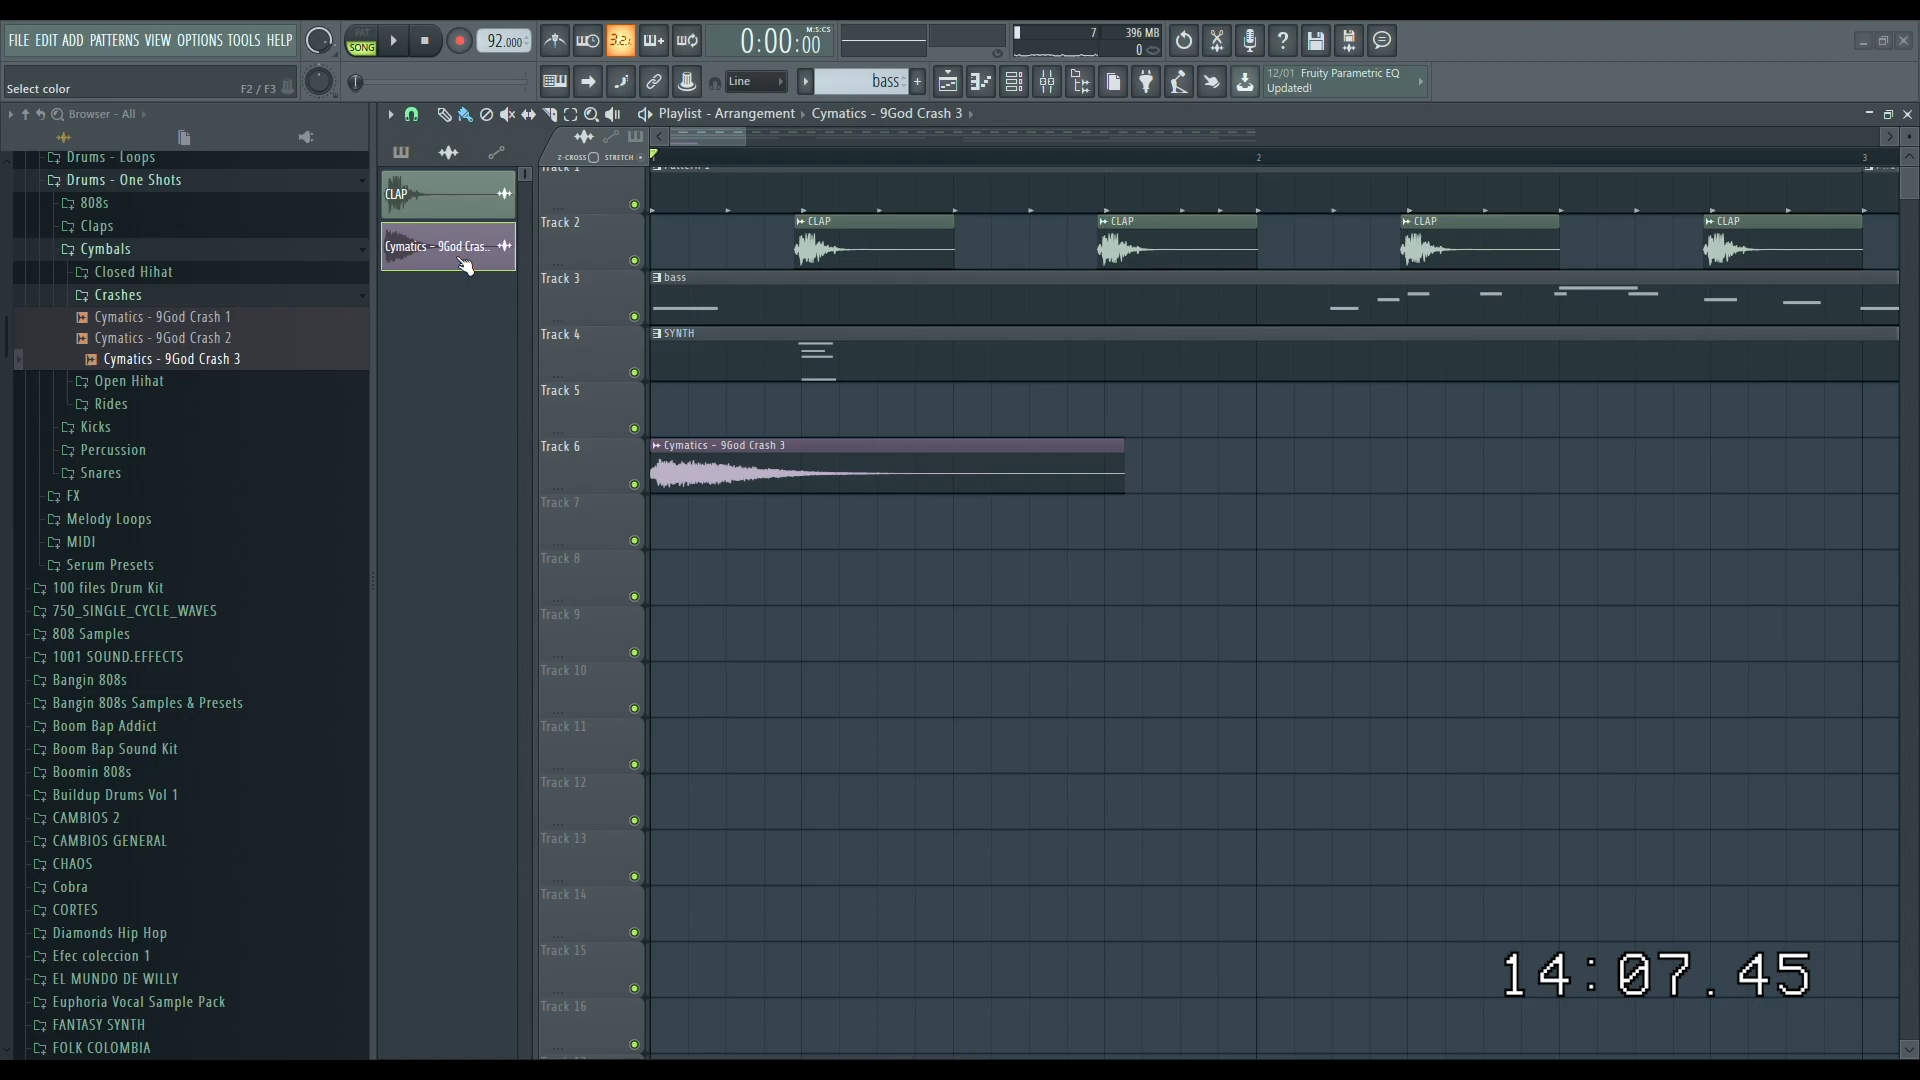 FILE EDIT ADD PATTERNS VIEW OPTIONS TOOLS HELP
PAT
SONG
92.000
3.2.
M:S:CS
0:00:00
7
396 MB
0
Select color
F2 / F3
Line
bass
12/01 Fruity Parametric EQ
Updated!
Browser - All
Playlist - Arrangement
Cymatics - 9God Crash 3
Z-CROSS
STRETCH
2
3
Drums - Loops
Drums - One Shots
808s
Claps
Cymbals
Closed Hihat
Crashes
Cymatics - 9God Crash 1
Cymatics - 9God Crash 2
Cymatics - 9God Crash 3
Open Hihat
Rides
Kicks
Percussion
Snares
FX
Melody Loops
MIDI
Serum Presets
100 files Drum Kit
750_SINGLE_CYCLE_WAVES
808 Samples
1001 SOUND.EFFECTS
Bangin 808s
Bangin 808s Samples & Presets
Boom Bap Addict
Boom Bap Sound Kit
Boomin 808s
Buildup Drums Vol 1
CAMBIOS 2
CAMBIOS GENERAL
CHAOS
Cobra
CORTES
Diamonds Hip Hop
Efec coleccion 1
EL MUNDO DE WILLY
Euphoria Vocal Sample Pack
FANTASY SYNTH
FOLK COLOMBIA
CLAP
Cymatics - 9God Cras..
Track 1
Track 2
CLAP
CLAP
CLAP
CLAP
Track 3
bass
Track 4
SYNTH
Track 5
Track 6
Cymatics - 9God Crash 3
Track 7
Track 8
Track 9
Track 10
Track 11
Track 12
Track 13
Track 14
Track 15
Track 16
14:07.45